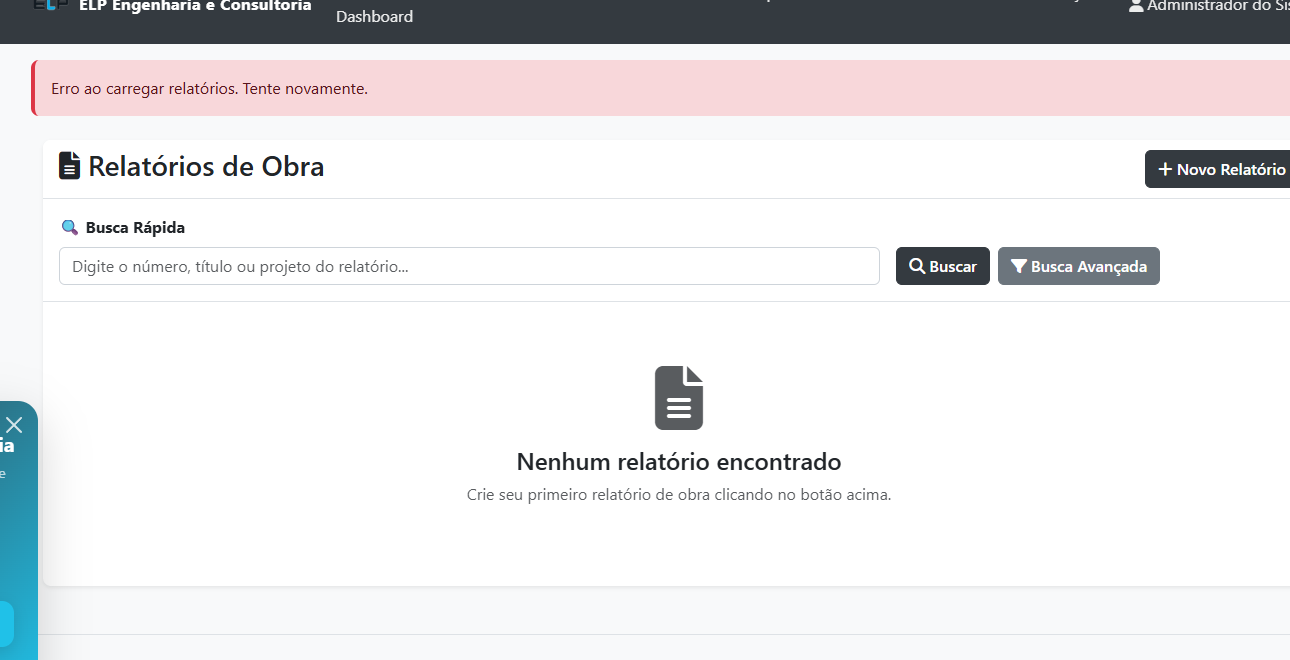 ELP ELP Engenharia e Consultoria
Dashboard
Administrador do Sis
Erro ao carregar relatórios. Tente novamente.
Relatórios de Obra
+ Novo Relatório
Busca Rápida
Digite o número, título ou projeto do relatório...
Buscar
Busca Avançada
ia
e
Nenhum relatório encontrado
Crie seu primeiro relatório de obra clicando no botão acima.